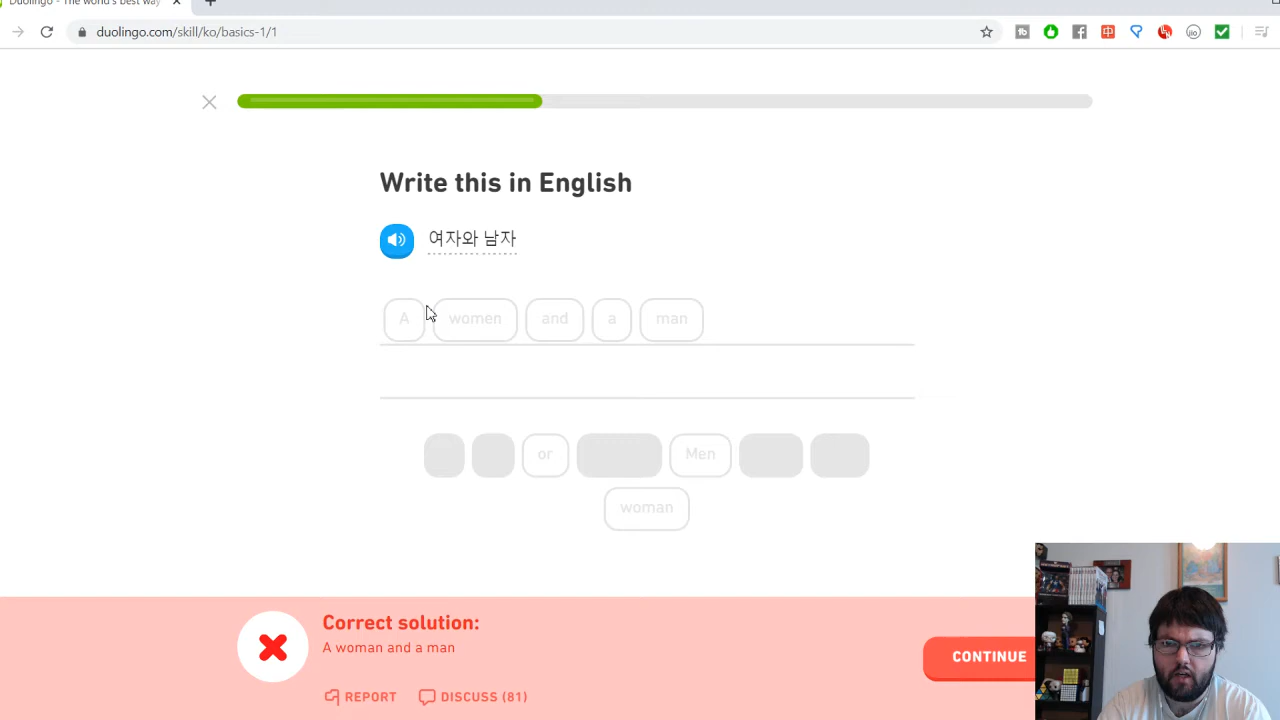 Duolingo - The world's best way
duolingo.com/skill/ko/basics-1/1
Write this in English
여자와 남자
A women and a man
or Men
woman
Correct solution:
A woman and a man
REPORT DISCUSS (81)
CONTINUE